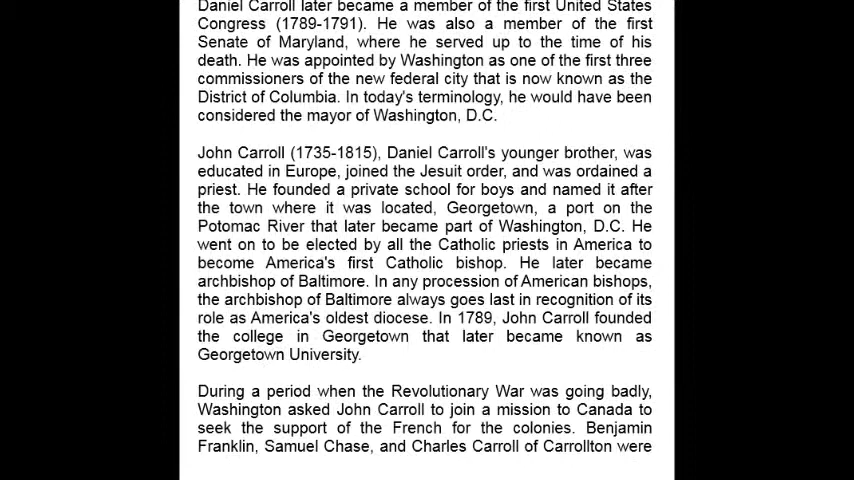 Daniel Carroll later became a member of the first United States
Congress (1789-1791). He was also a member of the first
Senate of Maryland, where he served up to the time of his
death. He was appointed by Washington as one of the first three
commissioners of the new federal city that is now known as the
District of Columbia. In today's terminology, he would have been
considered the mayor of Washington, D.C.
John Carroll (1735-1815), Daniel Carroll's younger brother, was
educated in Europe, joined the Jesuit order, and was ordained a
priest. He founded a private school for boys and named it after
the town where it was located, Georgetown, a port on the
Potomac River that later became part of Washington, D.C. He
went on to be elected by all the Catholic priests in America to
become America's first Catholic bishop. He later became
archbishop of Baltimore. In any procession of American bishops,
the archbishop of Baltimore always goes last in recognition of its
role as America's oldest diocese. In 1789, John Carroll founded
the college in Georgetown that later became known as
Georgetown University.
During a period when the Revolutionary War was going badly,
Washington asked John Carroll to join a mission to Canada to
seek the support of the French for the colonies. Benjamin
Franklin, Samuel Chase, and Charles Carroll of Carrollton were